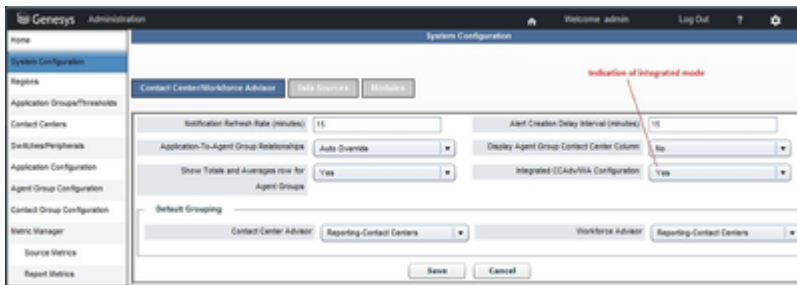 Genesys Administration Welcome admin Log Out ?
System Configuration
Home
System Configuration
Regions
Application Groups/Thresholds
Contact Centers
Switches/Peripherals
Application Configuration
Agent Group Configuration
Contact Group Configuration
Metric Manager
Source Metrics
Report Metrics
Indication of integrated mode
Contact Center/Workforce Advisor Data Sources Modules
Notification Refresh Rate (minutes) 15 Alert Creation Delay Interval (minutes) 15
Application-To-Agent Group Relationships Auto Override Display Agent Group Contact Center Column No
Show Totals and Averages row for Agent Groups Yes Integrated CCAdv/WA Configuration Yes
Default Grouping
Contact Center Advisor Reporting-Contact Centers Workforce Advisor Reporting-Contact Centers
Save Cancel